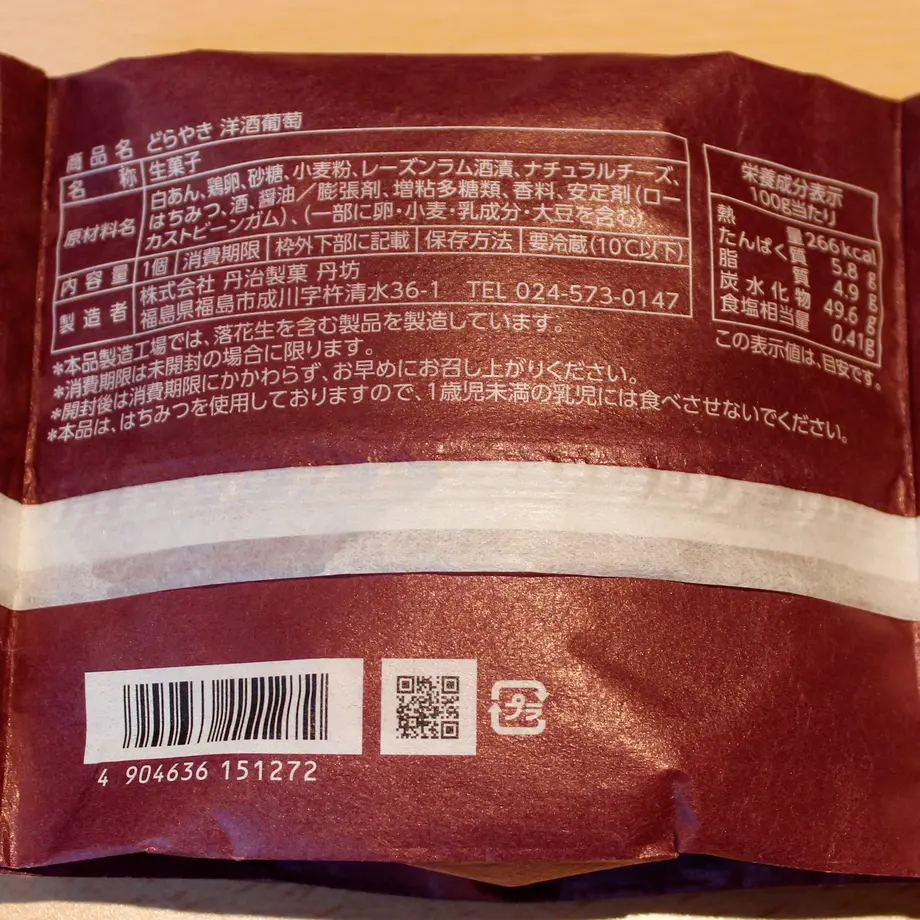 商品名 どらやき 洋酒葡萄
名称 生菓子
原材料名 白あん、鶏卵、砂糖、小麦粉、レーズンラム酒漬、ナチュラルチーズ、
はちみつ、酒、醤油／膨張剤、増粘多糖類、香料、安定剤(ロー
カストビーンガム)、(一部に卵・小麦・乳成分・大豆を含む)
内容量 1個 消費期限 枠外下部に記載 保存方法 要冷蔵(10℃以下)
製造者 株式会社 丹治製菓 丹坊
福島県福島市成川字杵清水36-1 TEL 024-573-0147
*本品製造工場では、落花生を含む製品を製造しています。
*消費期限は未開封の場合に限ります。
*開封後は消費期限にかかわらず、お早めにお召し上がりください。
*本品は、はちみつを使用しておりますので、1歳児未満の乳児には食べさせないでください。
栄養成分表示
100g当たり
熱量 266kcal
たんぱく質 5.8g
脂質 4.9g
炭水化物 49.6g
食塩相当量 0.41g
この表示値は、目安です。
4 904636 151272
プラ